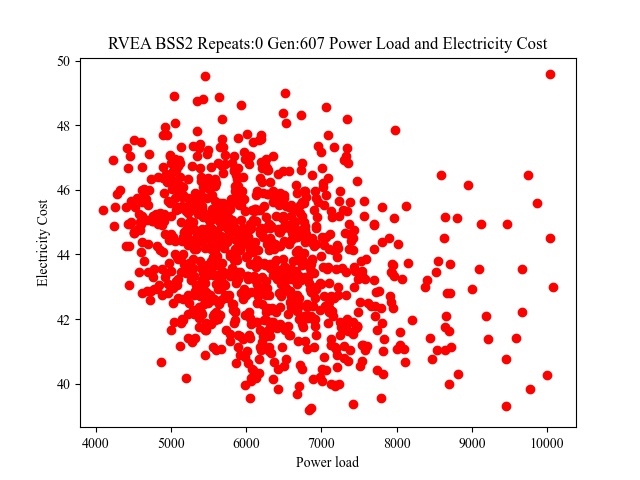 RVEA BSS2 Repeats:0 Gen:607 Power Load and Electricity Cost
50
48
46
44
42
40
Electricity Cost
4000 5000 6000 7000 8000 9000 10000
Power load